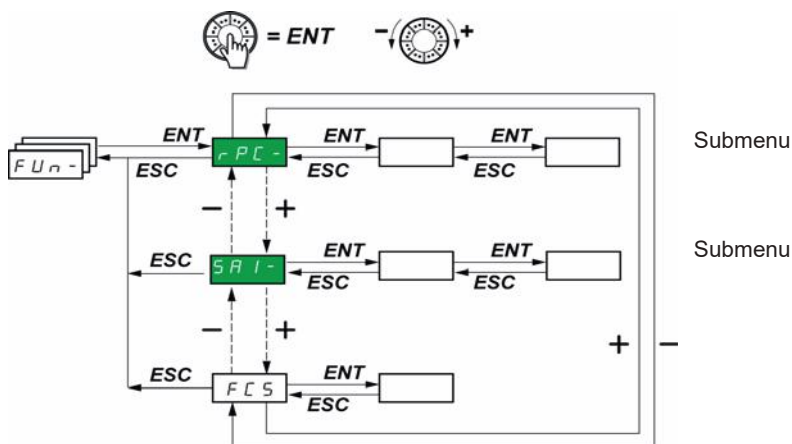 = ENT - +
ENT ENT ENT Submenu
FUn- rPC-
ESC ESC ESC
- +
ENT ENT Submenu
ESC SAI-
ESC ESC
- + + -
ESC ENT
FCS
ESC